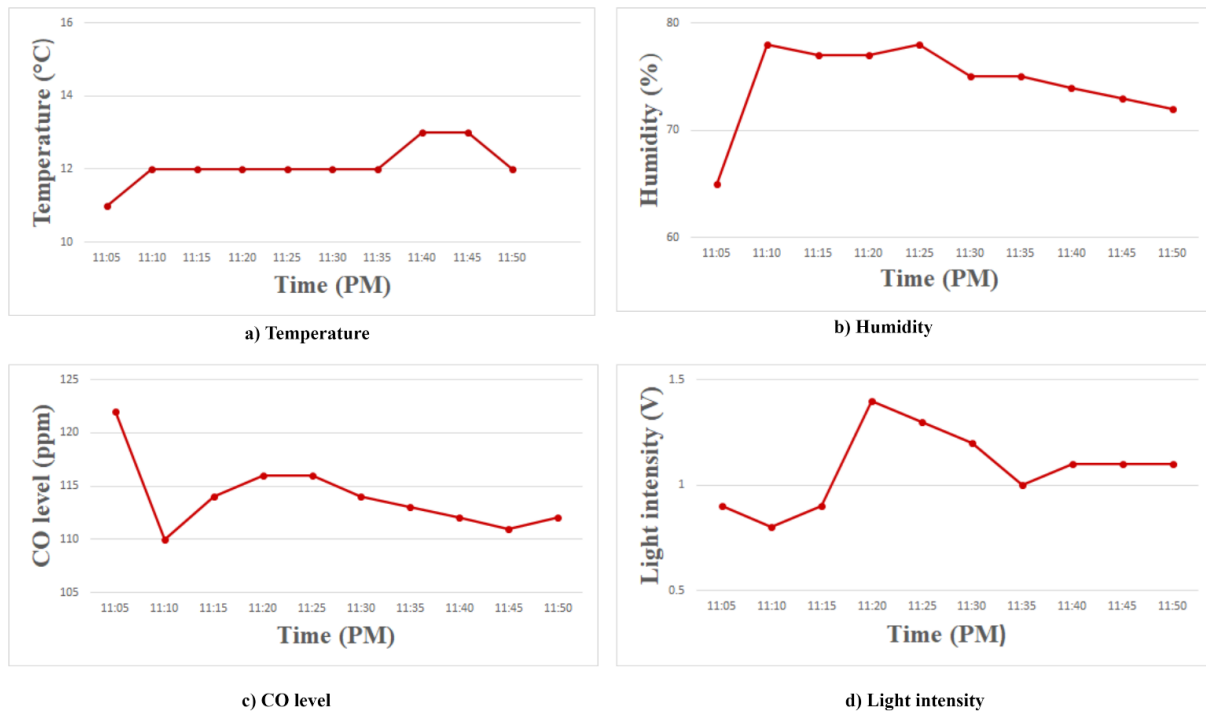 Temperature (°C)
16
14
12
10
11:05 11:10 11:15 11:20 11:25 11:30 11:35 11:40 11:45 11:50
Time (PM)
a) Temperature
Humidity (%)
80
70
60
11:05 11:10 11:15 11:20 11:25 11:30 11:35 11:40 11:45 11:50
Time (PM)
b) Humidity
CO level (ppm)
125
120
115
110
105
11:05 11:10 11:15 11:20 11:25 11:30 11:35 11:40 11:45 11:50
Time (PM)
c) CO level
Light intensity (V)
1.5
1
0.5
11:05 11:10 11:15 11:20 11:25 11:30 11:35 11:40 11:45 11:50
Time (PM)
d) Light intensity